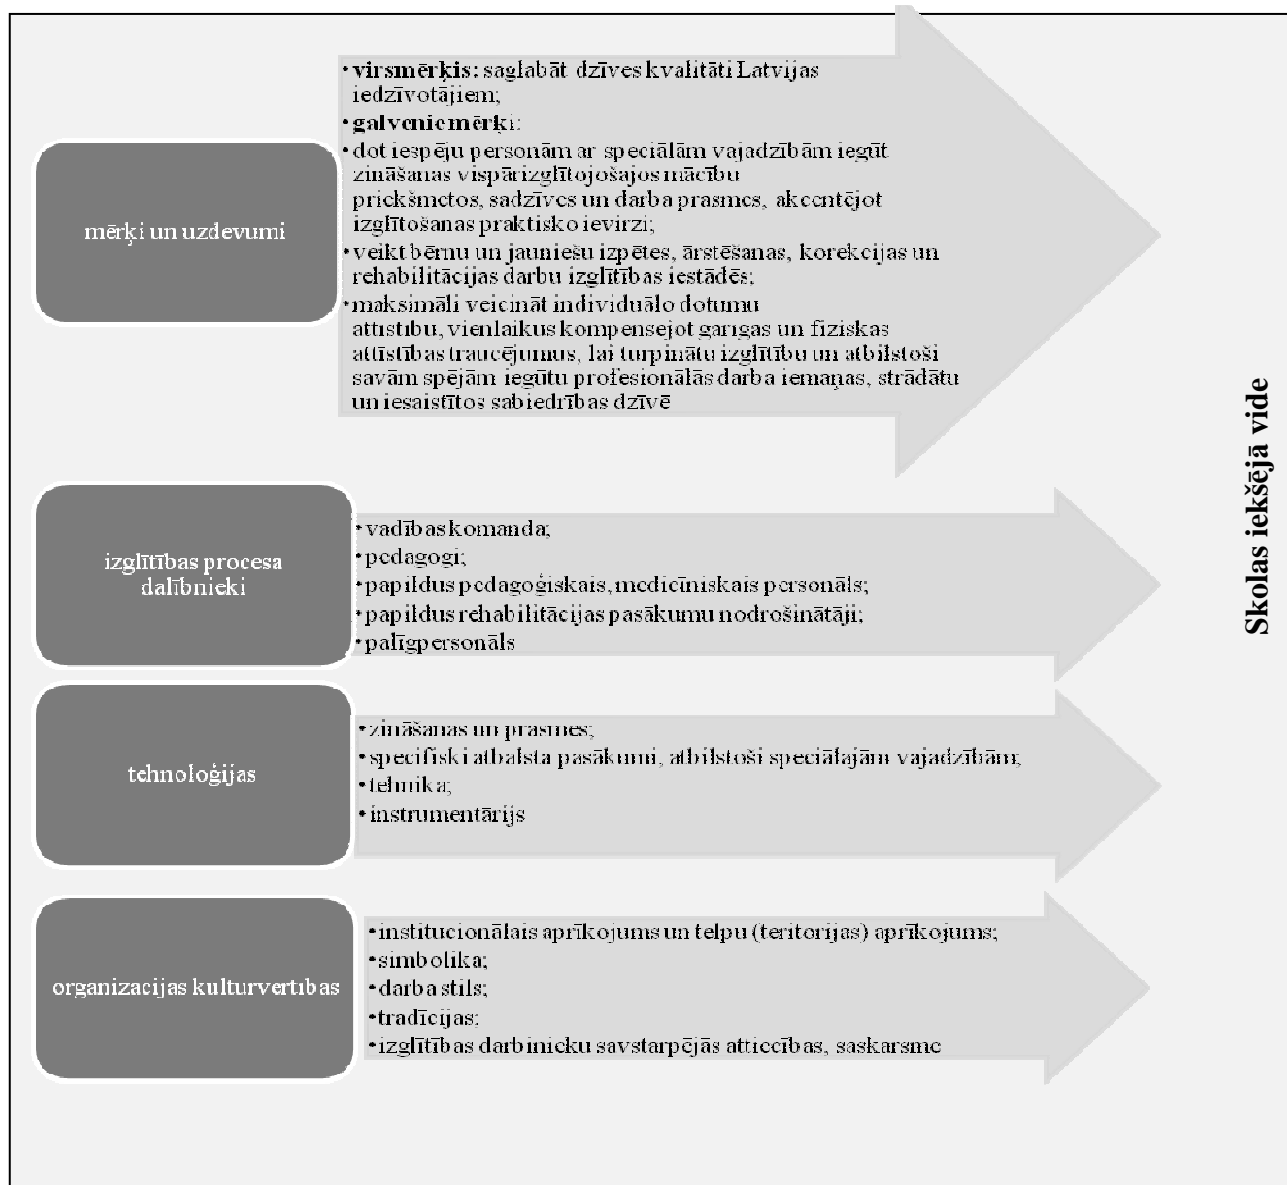 mērķi un uzdevumi
•virsmērķis: saglabāt dzīves kvalitāti Latvijas
iedzīvotājiem;
•galvenie mērķi:
•dot iespēju personām ar speciālām vajadzībām iegūt
zināšanas vispārizglītojošajos mācību
priekšmetos, sadzīves un darba prasmes, akcentējot
izglītošanas praktisko ievirzi;
•veikt bērnu un jauniešu izpētes, ārstēšanas, korekcijas un
rehabilitācijas darbu izglītības iestādēs;
•maksimāli veicināt individuālo dotumu
attīstību, vienlaikus kompensējot garīgās un fiziskās
attīstības traucējumus, lai turpinātu izglītību un atbilstoši
savām spējām iegūtu profesionālās darba iemaņas, strādātu
un iesaistītos sabiedrības dzīvē
izglītības procesa
dalībnieki
•vadības komanda;
•pedagogi;
•papildus pedagoģiskais, medicīniskais personāls;
•papildus rehabilitācijas pasākumu nodrošinātāji;
•palīgpersonāls
tehnoloģijas
•zināšanas un prasmes;
•specifiski atbalsta pasākumi, atbilstoši speciālajām vajadzībām;
•tehnika;
•instrumentārijs
organizācijas kultūrvērtības
•institucionālais aprīkojums un telpu (teritorijas) aprīkojums;
•simbolika;
•darba stils;
•tradīcijas;
•izglītības darbinieku savstarpējās attiecības, saskarsme
Skolas iekšējā vide